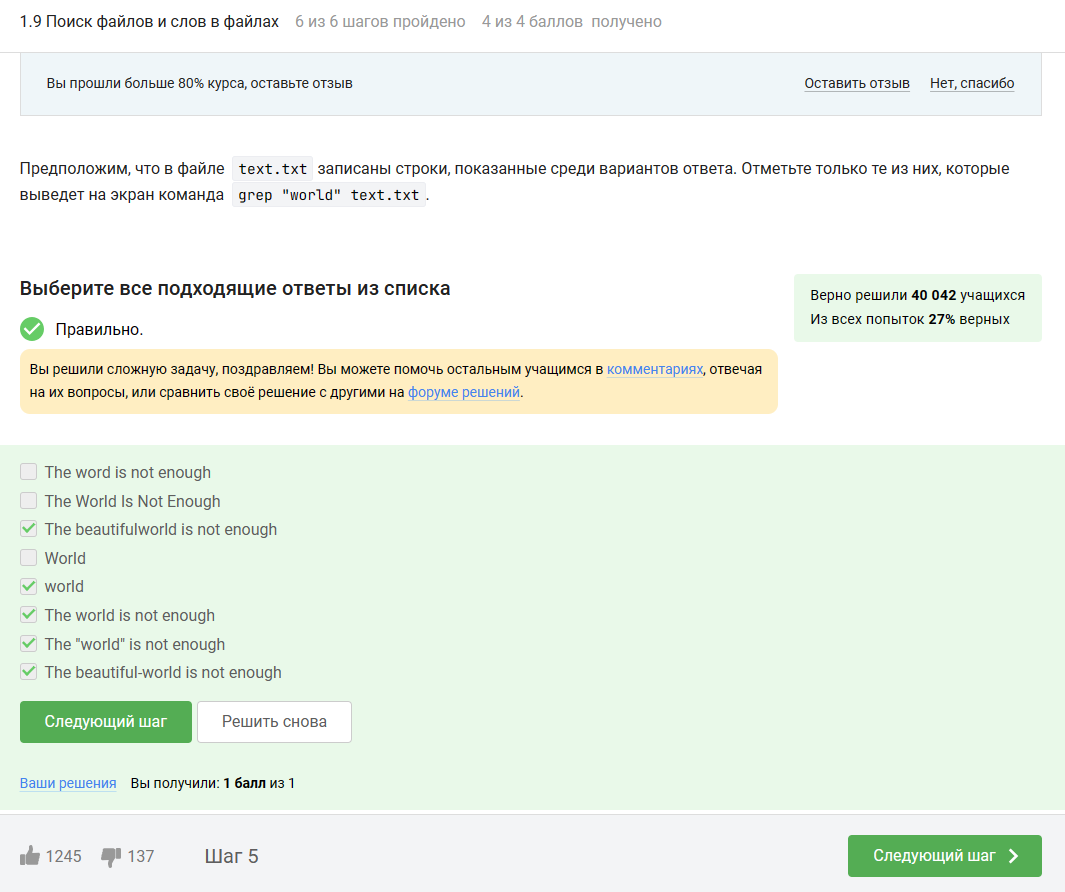 1.9 Поиск файлов и слов в файлах 6 из 6 шагов пройдено 4 из 4 баллов получено
Вы прошли больше 80% курса, оставьте отзыв Оставить отзыв Нет, спасибо
Предположим, что в файле text.txt записаны строки, показанные среди вариантов ответа. Отметьте только те из них, которые
выведет на экран команда grep "world" text.txt.
Выберите все подходящие ответы из списка
Верно решили 40 042 учащихся
Из всех попыток 27% верных
Правильно.
Вы решили сложную задачу, поздравляем! Вы можете помочь остальным учащимся в комментариях, отвечая
на их вопросы, или сравнить своё решение с другими на форуме решений.
The word is not enough
The World Is Not Enough
The beautifulworld is not enough
World
world
The world is not enough
The "world" is not enough
The beautiful-world is not enough
Следующий шаг Решить снова
Ваши решения Вы получили: 1 балл из 1
1245 137 Шаг 5 Следующий шаг